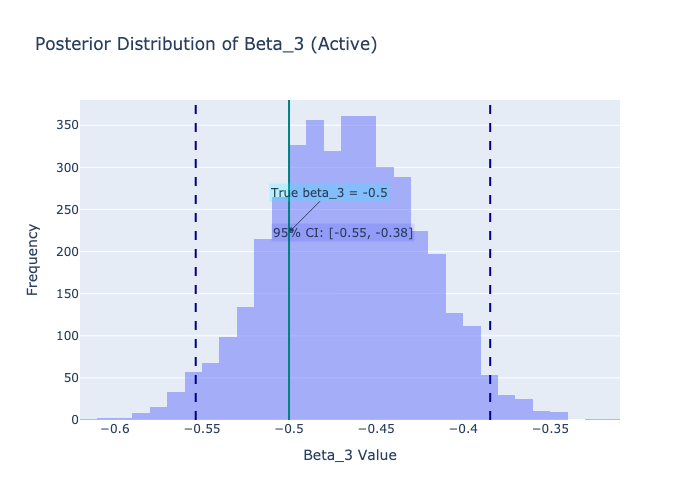 Posterior Distribution of Beta_3 (Active)
350
300
250
200
150
100
50
0
Frequency
True beta_3 = -0.5
95% CI: [-0.55, -0.38]
−0.6
−0.55
−0.5
−0.45
−0.4
−0.35
Beta_3 Value